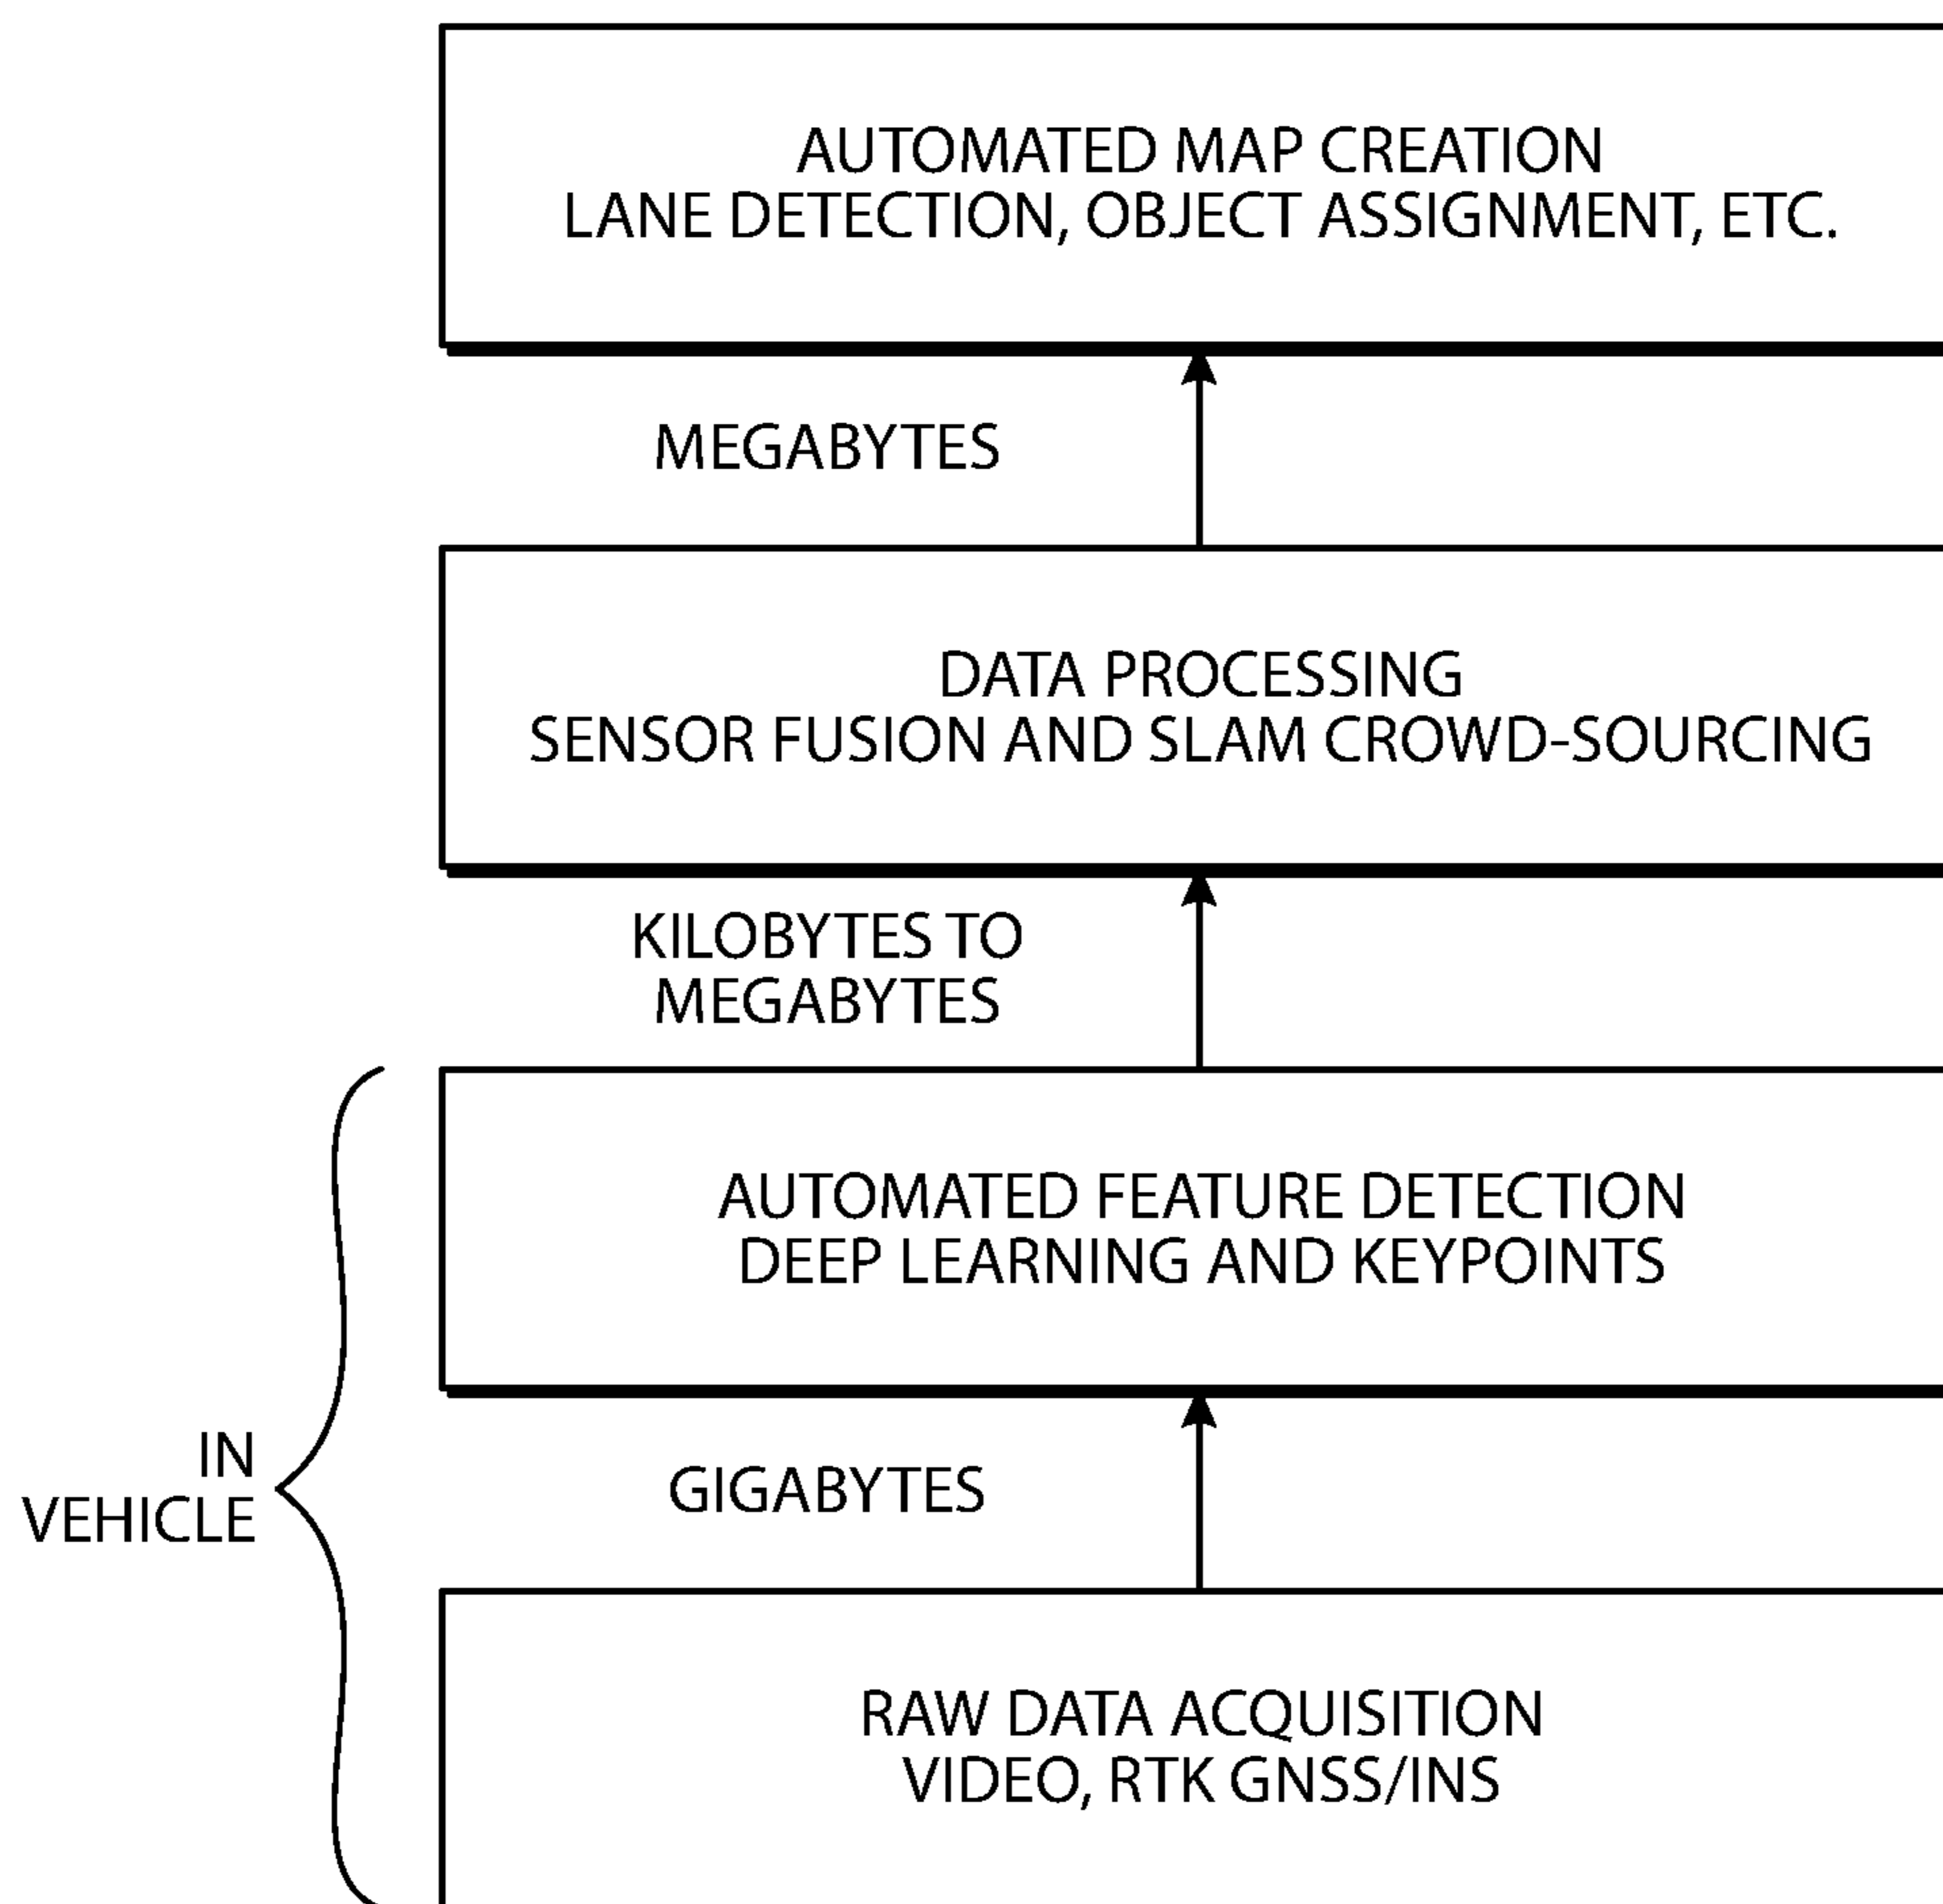 AUTOMATED MAP CREATION
LANE DETECTION, OBJECT ASSIGNMENT, ETC.
MEGABYTES
DATA PROCESSING
SENSOR FUSION AND SLAM CROWD-SOURCING
KILOBYTES TO
MEGABYTES
AUTOMATED FEATURE DETECTION
DEEP LEARNING AND KEYPOINTS
IN
VEHICLE
GIGABYTES
RAW DATA ACQUISITION
VIDEO, RTK GNSS/INS